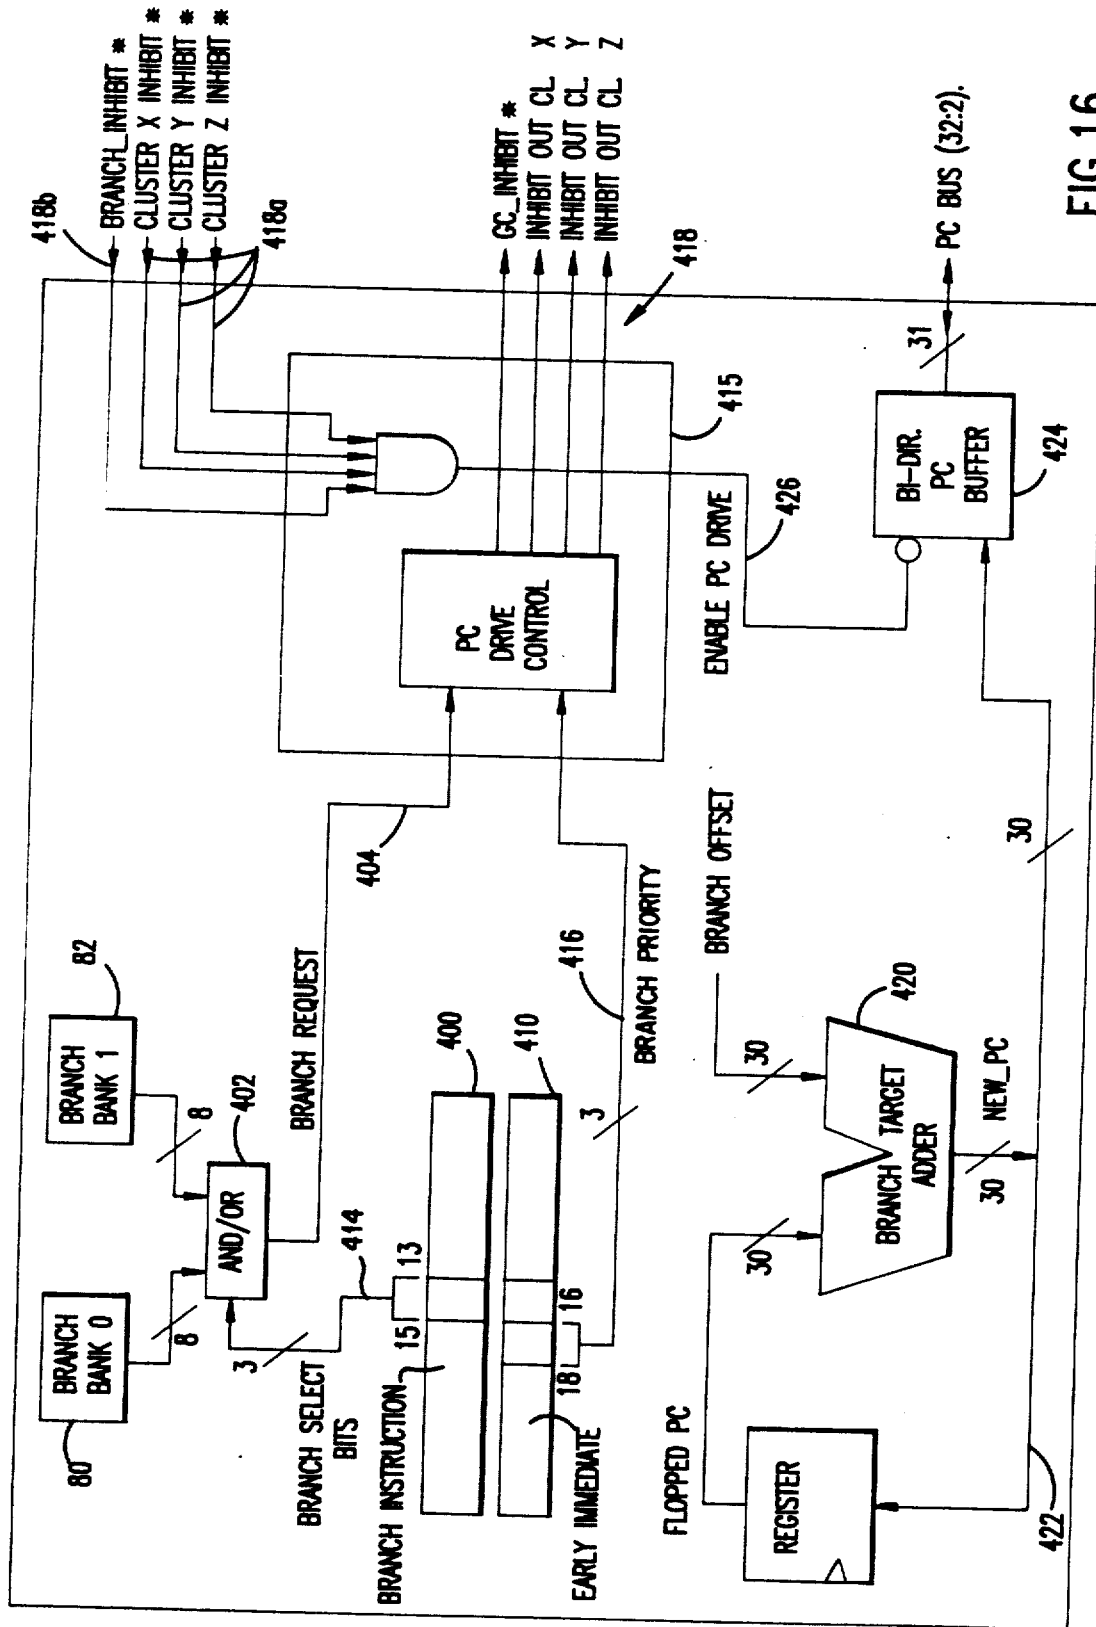 BRANCH_INHIBIT *
CLUSTER X INHIBIT *
CLUSTER Y INHIBIT *
CLUSTER Z INHIBIT *
418b
418a
GC_INHIBIT *
INHIBIT OUT CL. X
INHIBIT OUT CL. Y
INHIBIT OUT CL. Z
418
BRANCH
BANK 0
80
BRANCH
BANK 1
82
8
8
AND/OR
402
3
BRANCH SELECT
BITS
414
BRANCH REQUEST
404
15
13
BRANCH INSTRUCTION
400
410
18
16
EARLY IMMEDIATE
3
BRANCH PRIORITY
416
PC
DRIVE
CONTROL
415
ENABLE PC DRIVE
426
FLOPPED PC
REGISTER
30
BRANCH OFFSET
30
BRANCH TARGET
ADDER
420
30
NEW_PC
422
30
BI-DIR.
PC
BUFFER
424
31
PC BUS (32:2).
FIG. 16